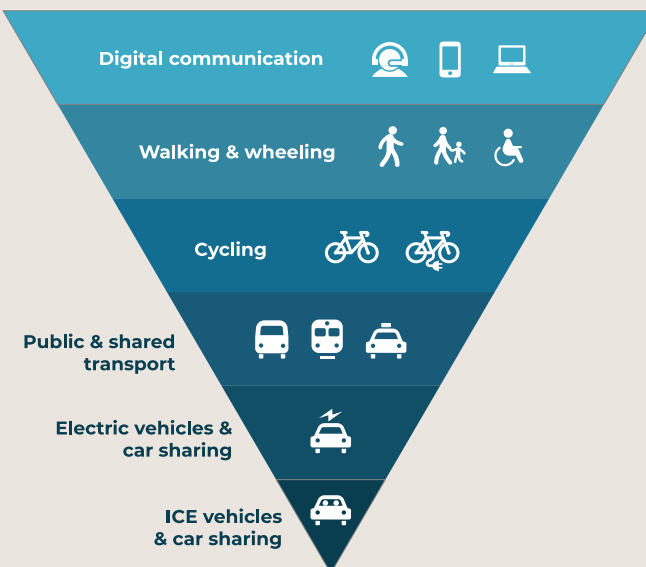 Digital communication
Walking & wheeling
Cycling
Public & shared
transport
Electric vehicles &
car sharing
ICE vehicles
& car sharing